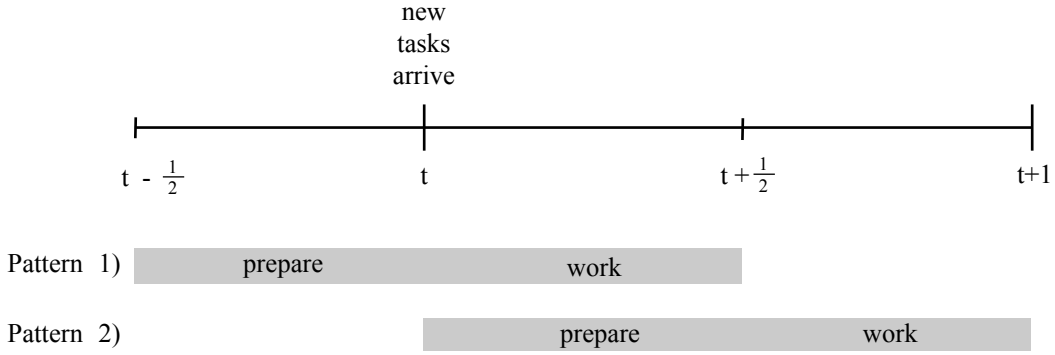 new
tasks
arrive
t - 1/2 t t + 1/2 t+1
Pattern 1) prepare work
Pattern 2) prepare work